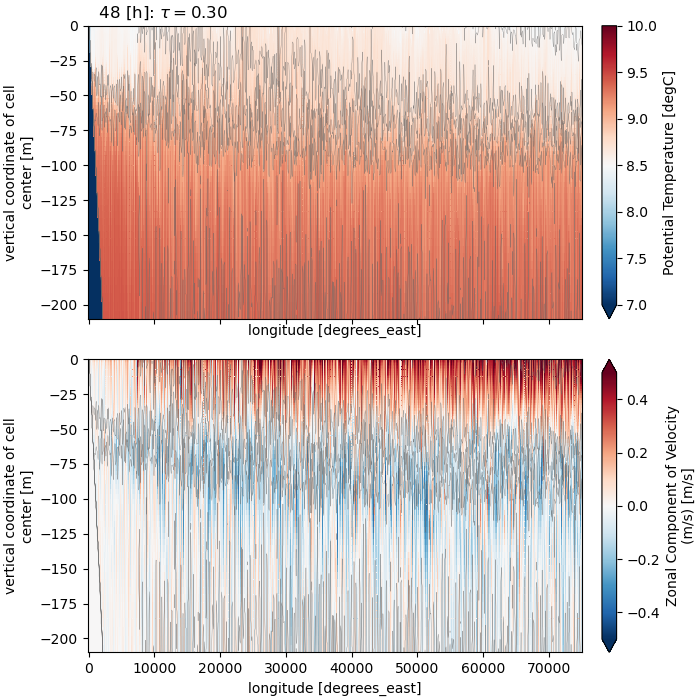 48 [h]: τ = 0.30
0
−25
−50
−75
−100
−125
−150
−175
−200
vertical coordinate of cell
center [m]
longitude [degrees_east]
10.0
9.5
9.0
8.5
8.0
7.5
7.0
Potential Temperature [degC]
0
−25
−50
−75
−100
−125
−150
−175
−200
vertical coordinate of cell
center [m]
0 10000 20000 30000 40000 50000 60000 70000
longitude [degrees_east]
0.4
0.2
0.0
−0.2
−0.4
Zonal Component of Velocity
(m/s) [m/s]